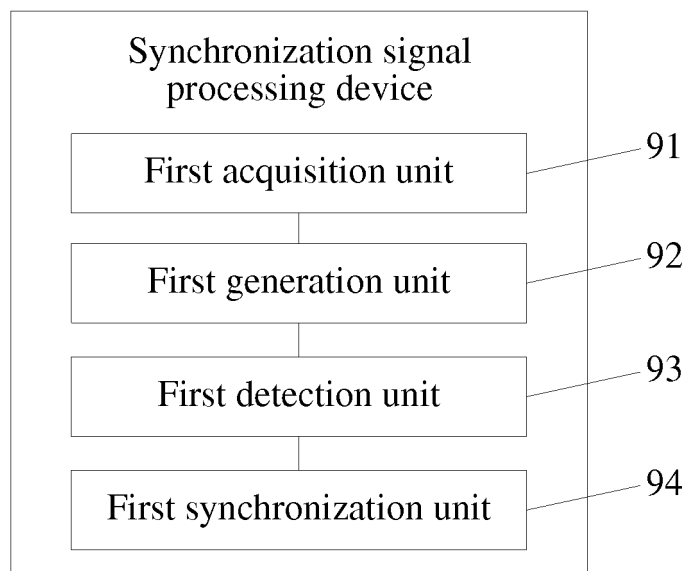 Synchronization signal
processing device
First acquisition unit
91
First generation unit
92
First detection unit
93
First synchronization unit
94